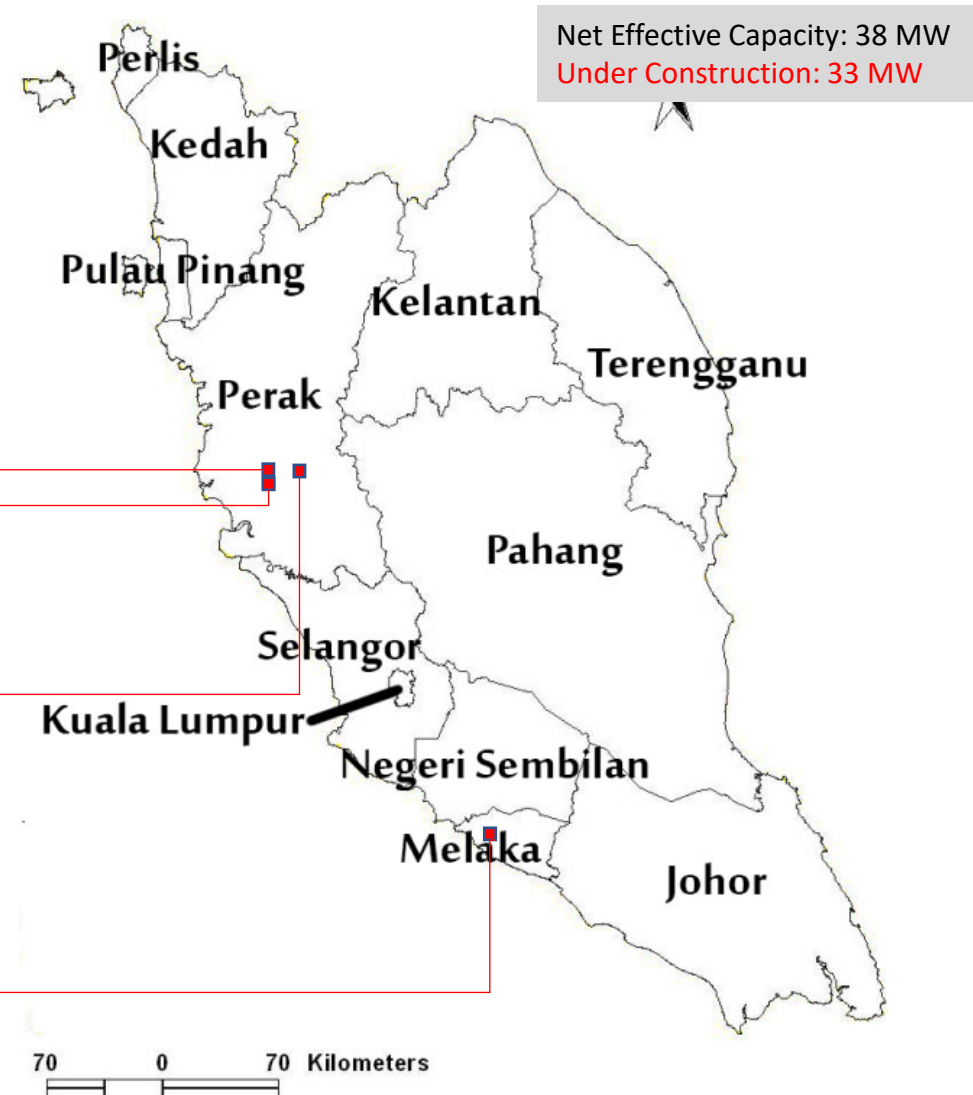 Net Effective Capacity: 38 MW
Under Construction: 33 MW
Perlis
Kedah
Pulau Pinang
Kelantan
Terengganu
Perak
Pahang
Selangor
Kuala Lumpur
Negeri Sembilan
Melaka
Johor
70 0 70 Kilometers